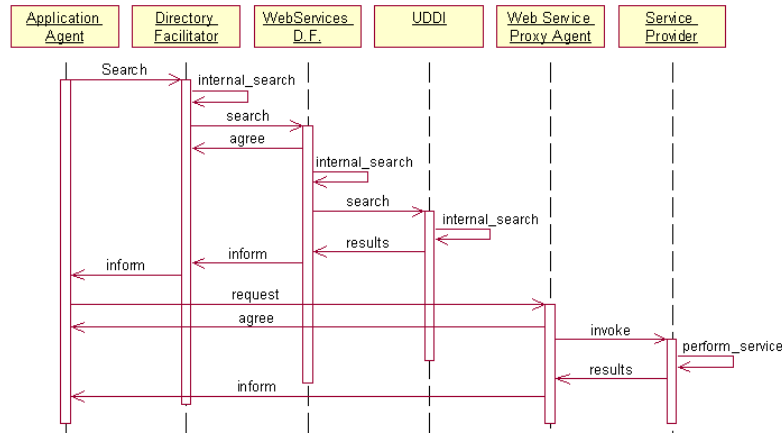 Application
Agent
Directory
Facilitator
WebServices
D.F.
UDDI
Web Service
Proxy Agent
Service
Provider
Search
internal_search
search
agree
internal_search
search
internal_search
results
inform
inform
request
agree
invoke
perform_service
results
inform